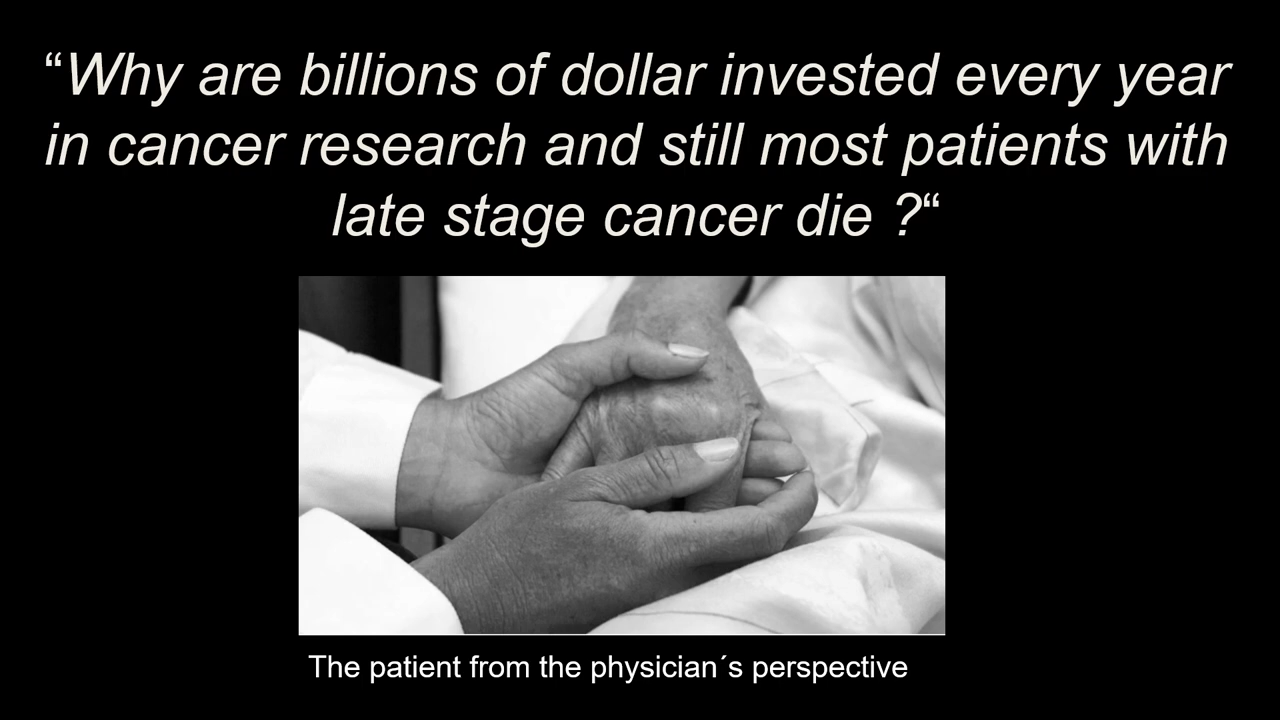 “Why are billions of dollar invested every year
in cancer research and still most patients with
late stage cancer die ?“
The patient from the physician´s perspective